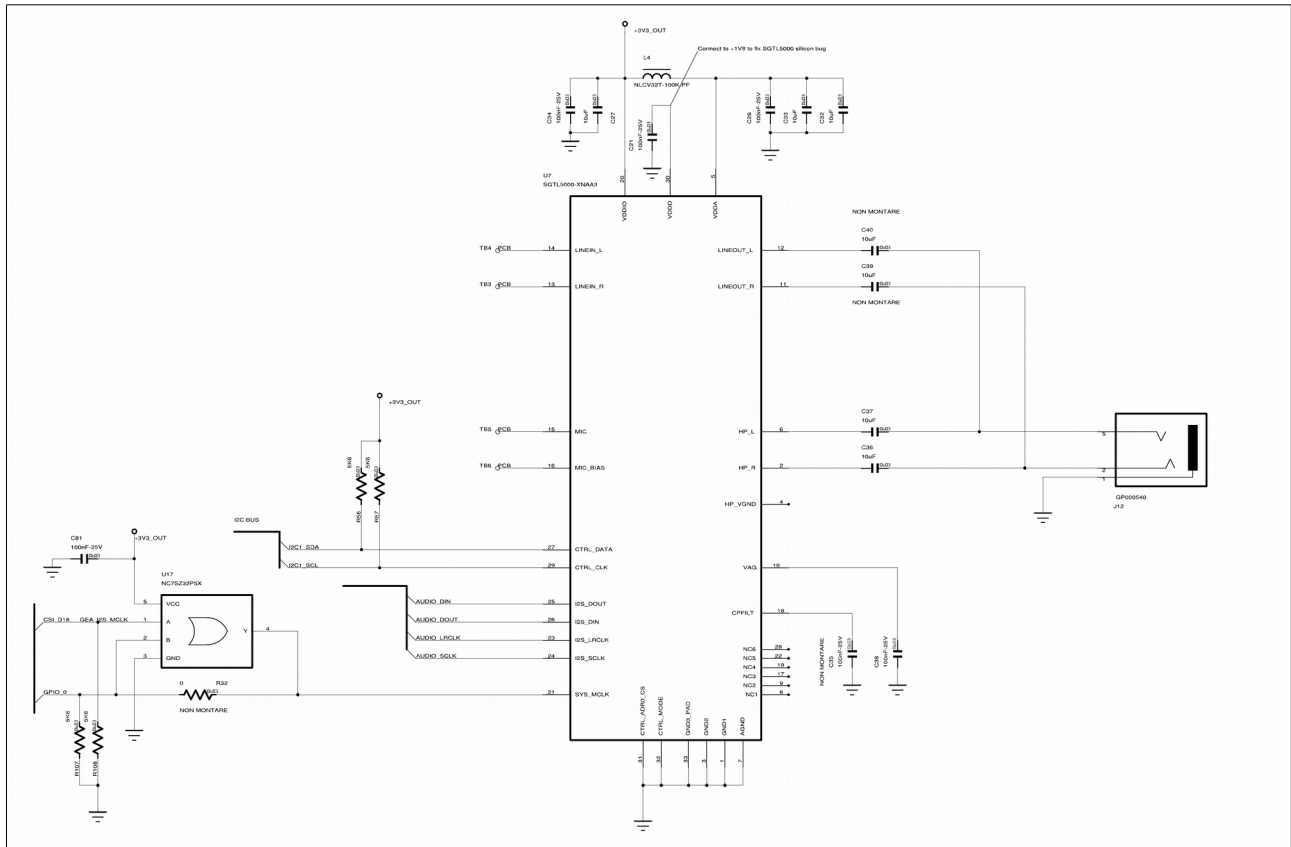 +3V3_OUT
Connect to +1V8 to fix SGTL5000 silicon bug
L4
NLCV32T-100K-PF
C34
100nF-25V
10uF
C27
C21
100nF-25V
C26
100nF-25V
C33
10uF
C32
10uF
U7
SGTL5000-XNAA3
20
30
5
VDDIO
VDDD
VDDA
NON MONTARE
C40
10uF
TB4 PCB
14
LINEIN_L
LINEOUT_L
12
C39
10uF
TB3 PCB
13
LINEIN_R
LINEOUT_R
11
NON MONTARE
+3V3_OUT
C37
10uF
TB5 PCB
15
MIC
HP_L
6
5
C36
10uF
TB6 PCB
16
MIC_BIAS
HP_R
2
2
1
5K6
5K6
R56
R57
HP_VGND
4
GP000540
J12
I2C BUS
C81
100nF-25V
+3V3_OUT
I2C1_SDA
27
CTRL_DATA
I2C1_SCL
29
CTRL_CLK
VAG
10
U17
NC7SZ32P5X
5
VCC
AUDIO_DIN
25
I2S_DOUT
CSI_D18
GEA_I2S_MCLK
1
A
AUDIO_DOUT
26
I2S_DIN
CPFILT
18
2
B
Y
4
AUDIO_LRCLK
23
I2S_LRCLK
3
GND
AUDIO_SCLK
24
I2S_SCLK
NON MONTARE
C35
100nF-25V
C38
100nF-25V
NC6
28
NC5
22
NC4
19
NC3
17
NC2
9
NC1
8
GPIO_0
0
R32
NON MONTARE
21
SYS_MCLK
5K6
5K6
R107
R108
CTRL_ADR0_CS
CTRL_MODE
GND3_PAD
GND2
GND1
AGND
31
32
33
3
1
7